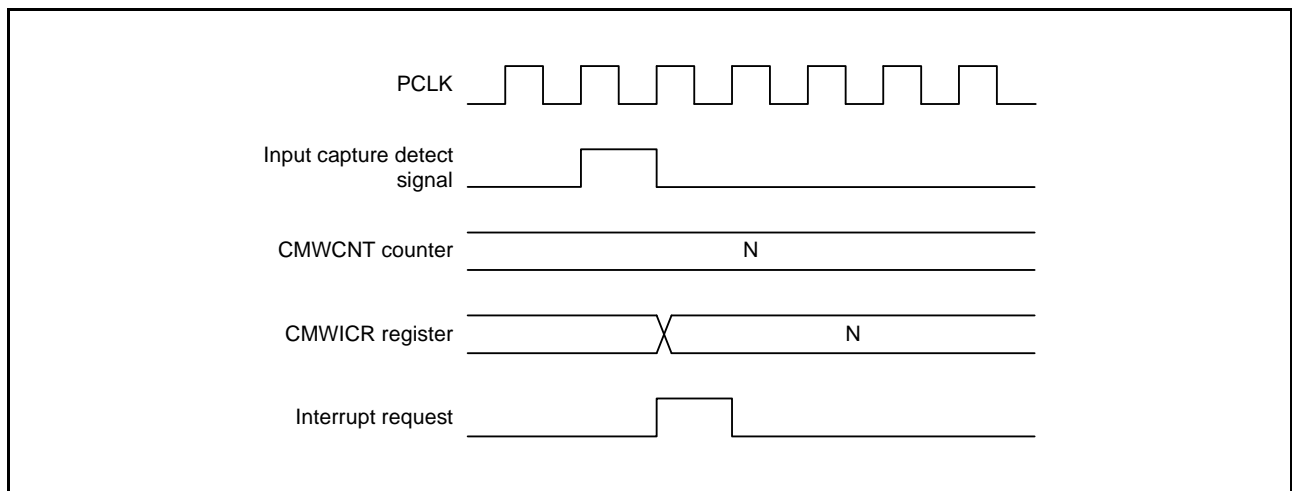 PCLK
Input capture detect
signal
CMWCNT counter
N
CMWICR register
N
Interrupt request